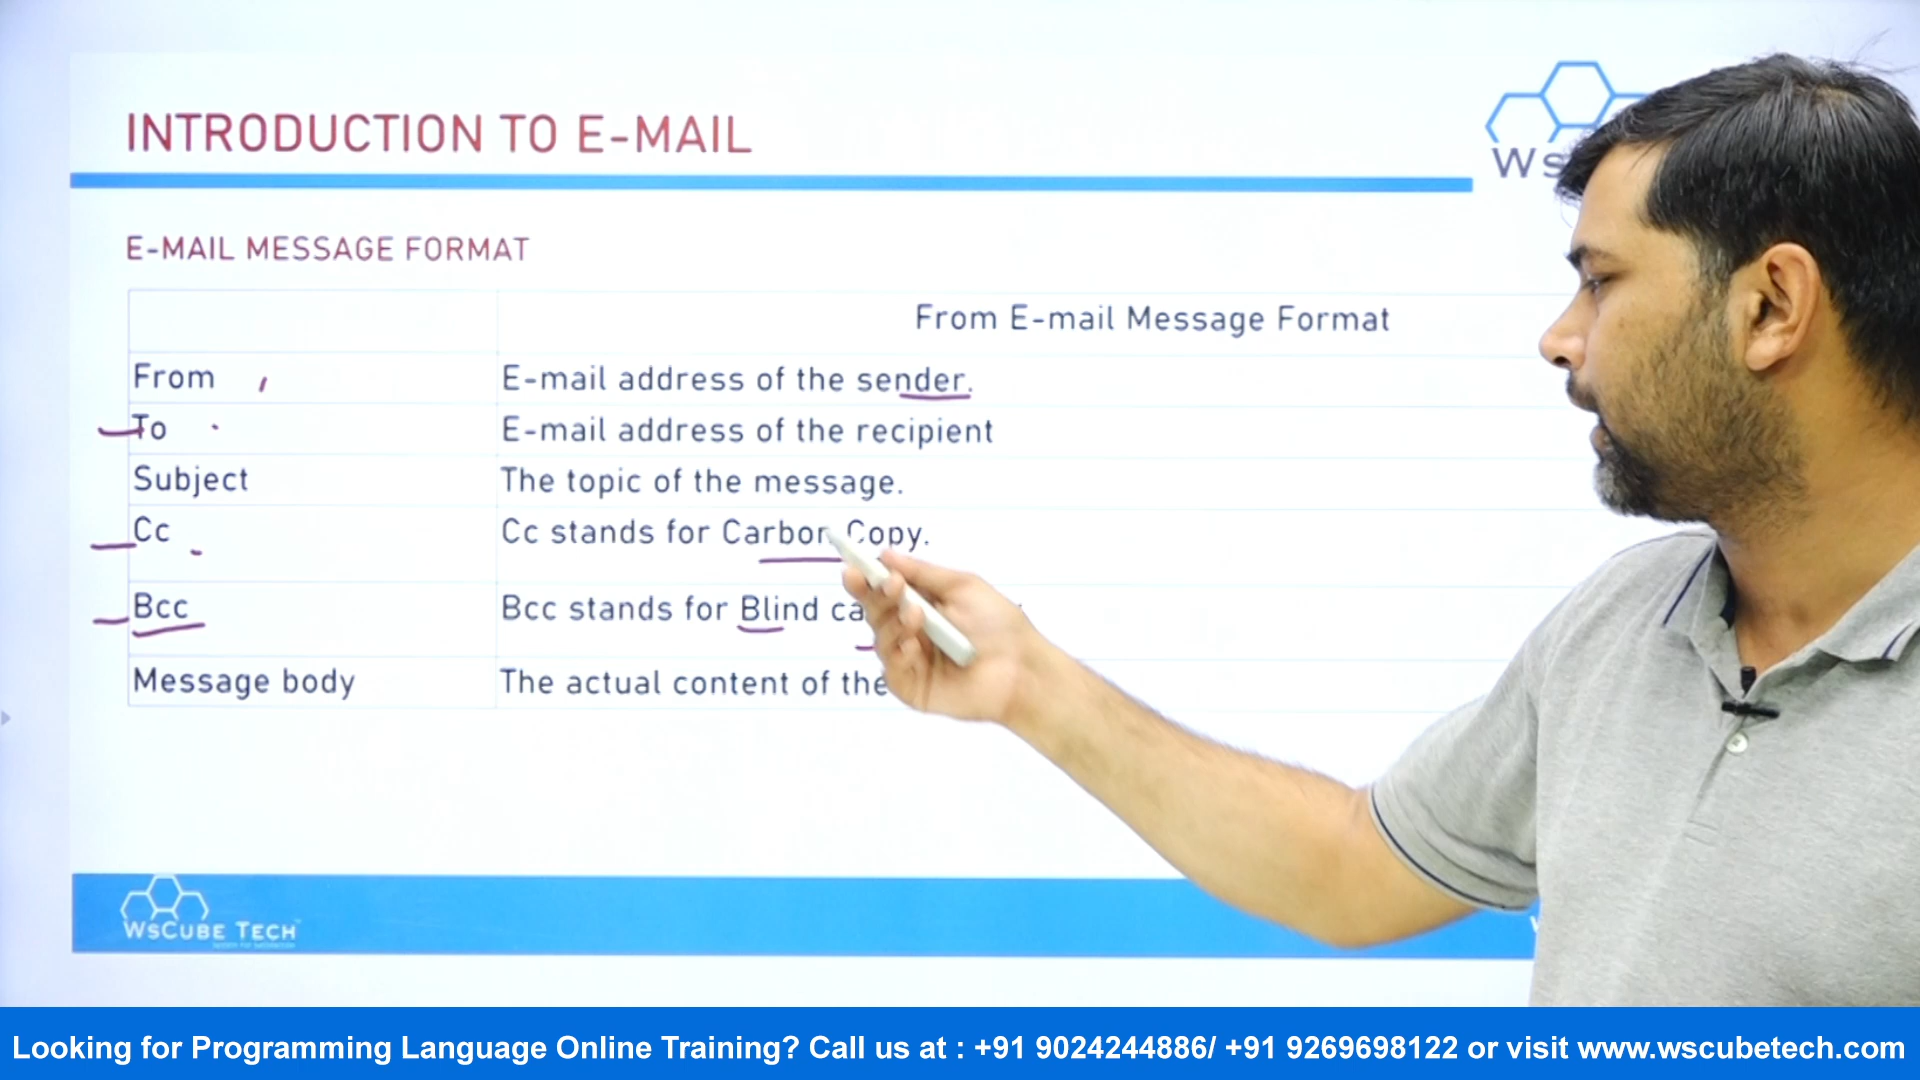 INTRODUCTION TO E-MAIL
Ws
E-MAIL MESSAGE FORMAT
From E-mail Message Format
From E-mail address of the sender.
To E-mail address of the recipient
Subject The topic of the message.
Cc Cc stands for Carbon Copy.
Bcc Bcc stands for Blind ca
Message body The actual content of the
WsCube Tech
Looking for Programming Language Online Training? Call us at : +91 9024244886/ +91 9269698122 or visit www.wscubetech.com